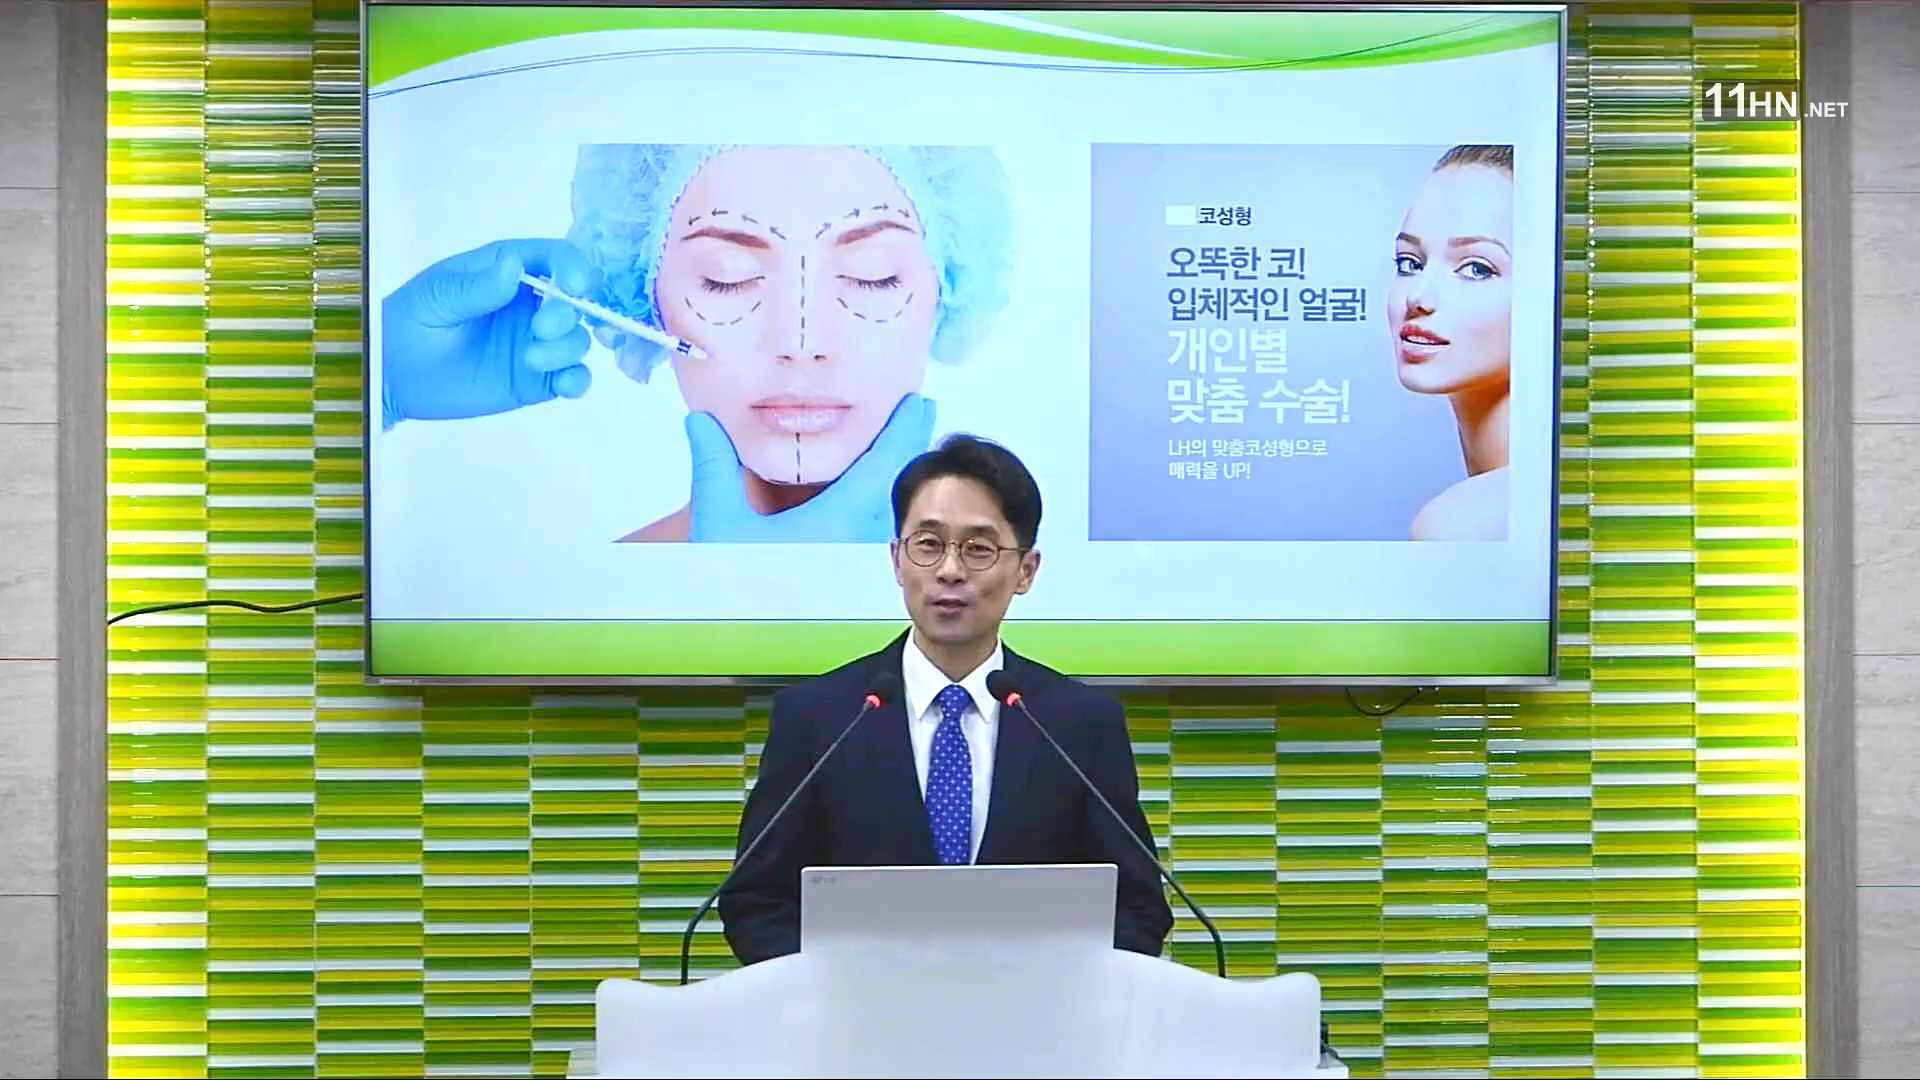 11HN.NET
코성형
오똑한 코!
입체적인 얼굴!
개인별
맞춤 수술!
LH의 맞춤코성형으로
매력을 UP!
LG